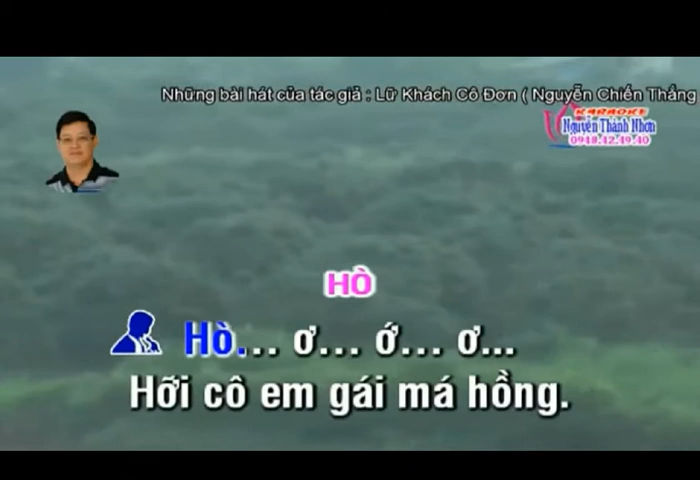 Những bài hát của tác giả : Lữ Khách Cô Đơn ( Nguyễn Chiến Thắng
KARAOKE
Nguyễn Thành Nhơn
0948.42.49.40
HÒ
Hò... ơ... ớ... ơ...
Hỡi cô em gái má hồng.